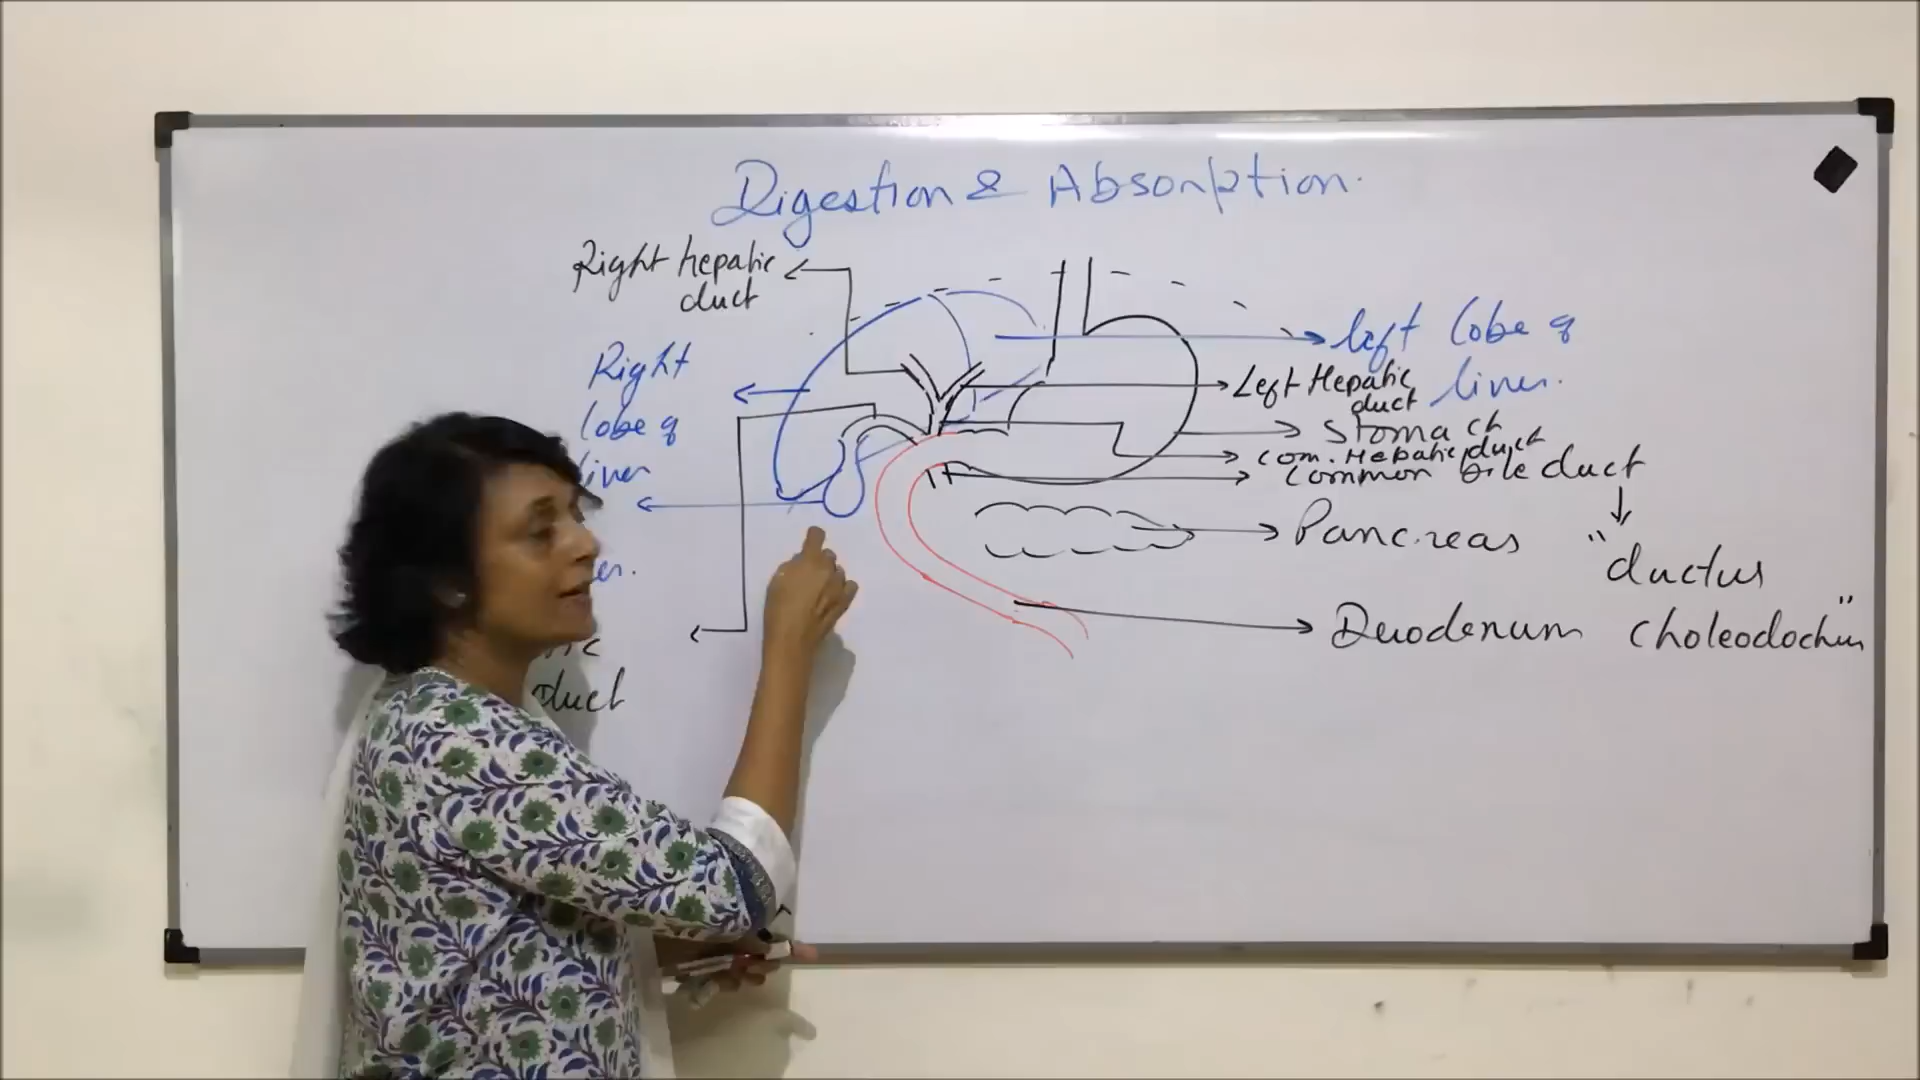 Digestion & Absorption.
Right hepatic
duct
Right
lobe of
liver
duct
left lobe of
liver.
Left Hepatic
duct
Stomach
Com. Hepatic duct
Common bile duct
Pancreas
"ductus
choleodochus"
Duodenum